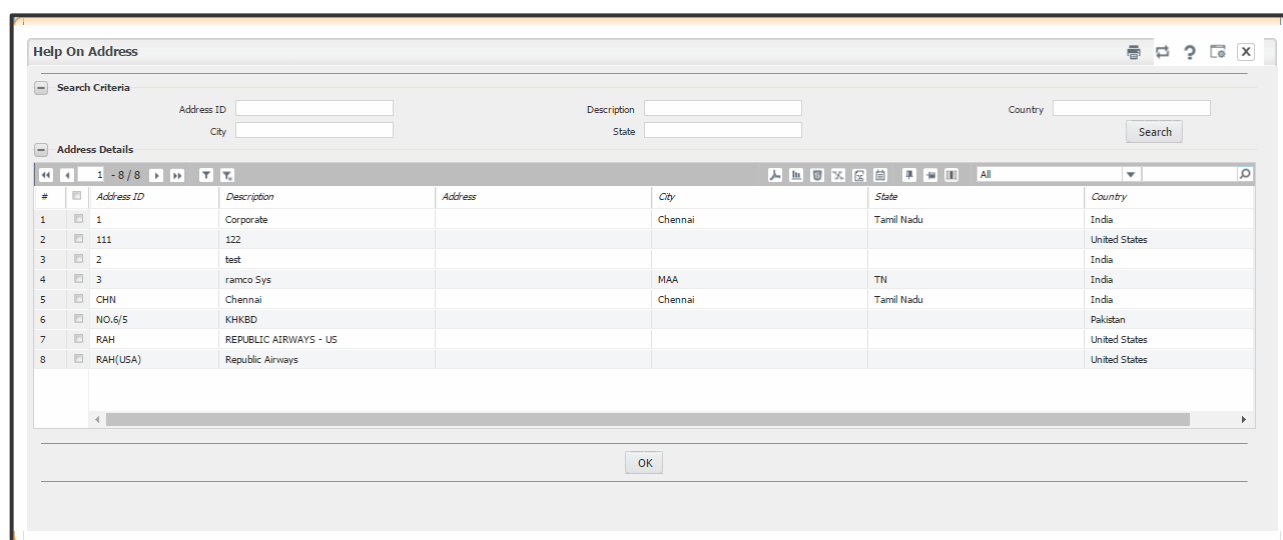 Help On Address
Search Criteria
Address ID Description Country
City State Search
Address Details
1 - 8 / 8 All
# Address ID Description Address City State Country
1 1 Corporate Chennai Tamil Nadu India
2 111 122 United States
3 2 test India
4 3 ramco Sys MAA TN India
5 CHN Chennai Chennai Tamil Nadu India
6 NO.6/5 KHKBD Pakistan
7 RAH REPUBLIC AIRWAYS - US United States
8 RAH(USA) Republic Airways United States
OK